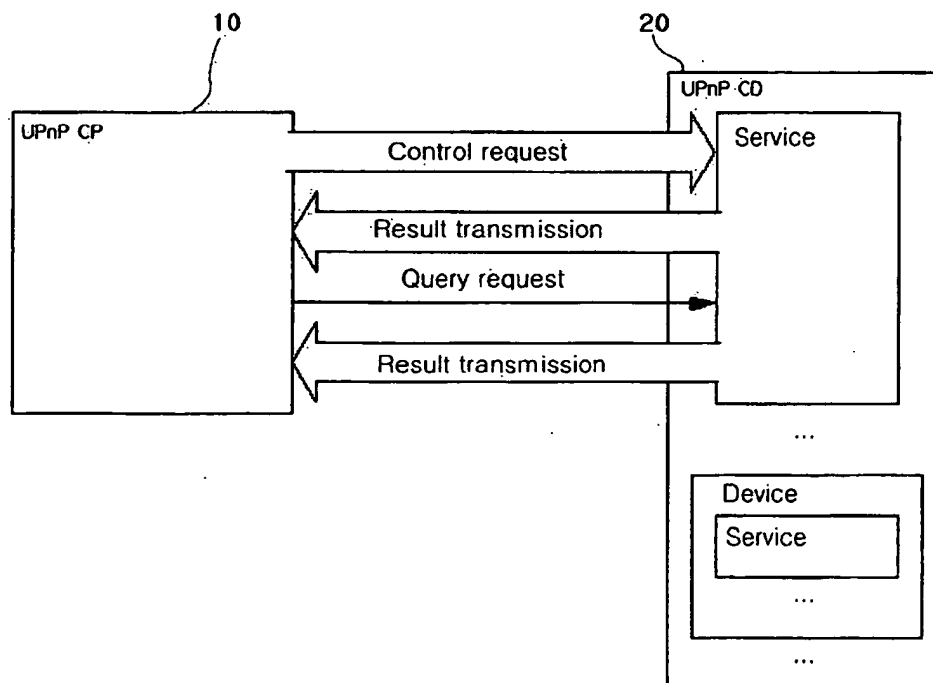 10
20
UPnP CP
UPnP CD
Control request
Service
Result transmission
Query request
Result transmission
...
Device
Service
...
...